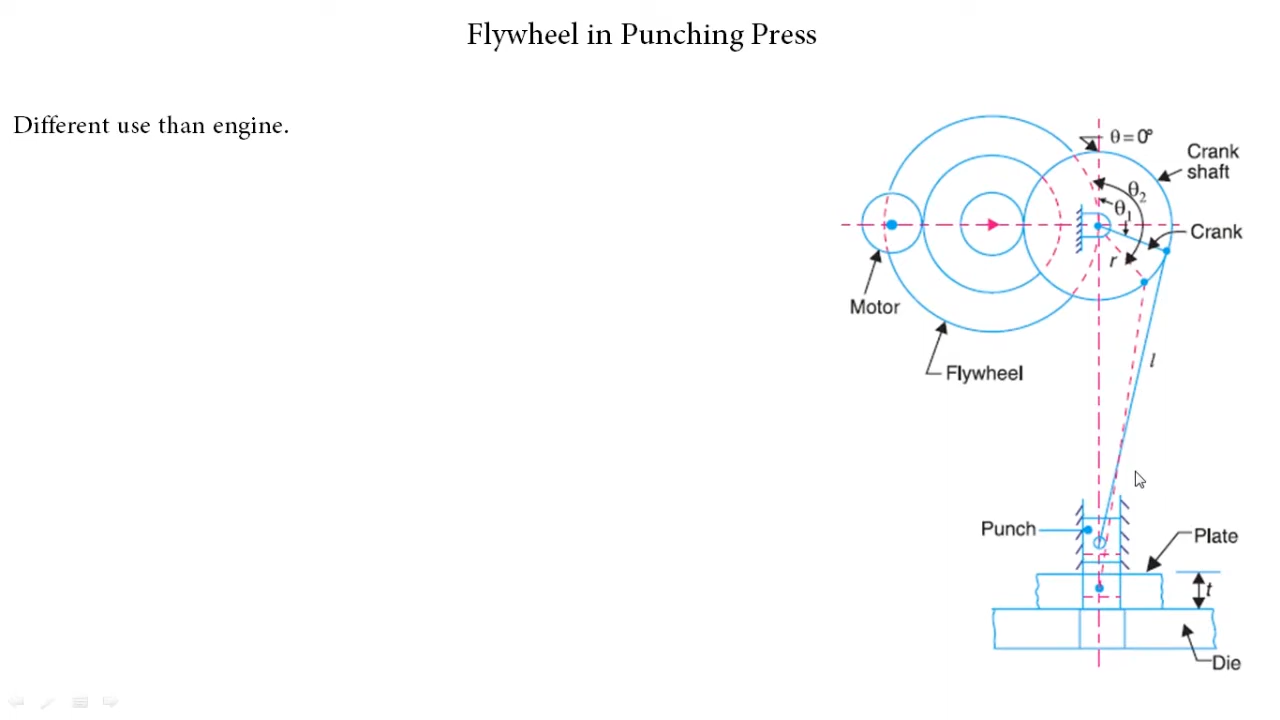 Flywheel in Punching Press
Different use than engine.
θ = 0°
Crank
shaft
θ2
θ1
Crank
r
Motor
l
Flywheel
Punch
Plate
t
Die